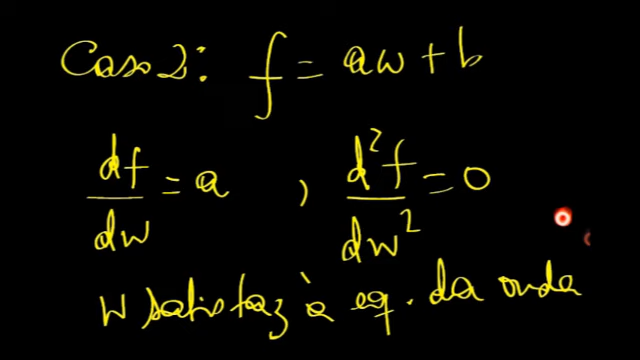 Caso 2: f = aw + b
df/dw = a , d²f/dw² = 0
w satisfaz à eq. da onda